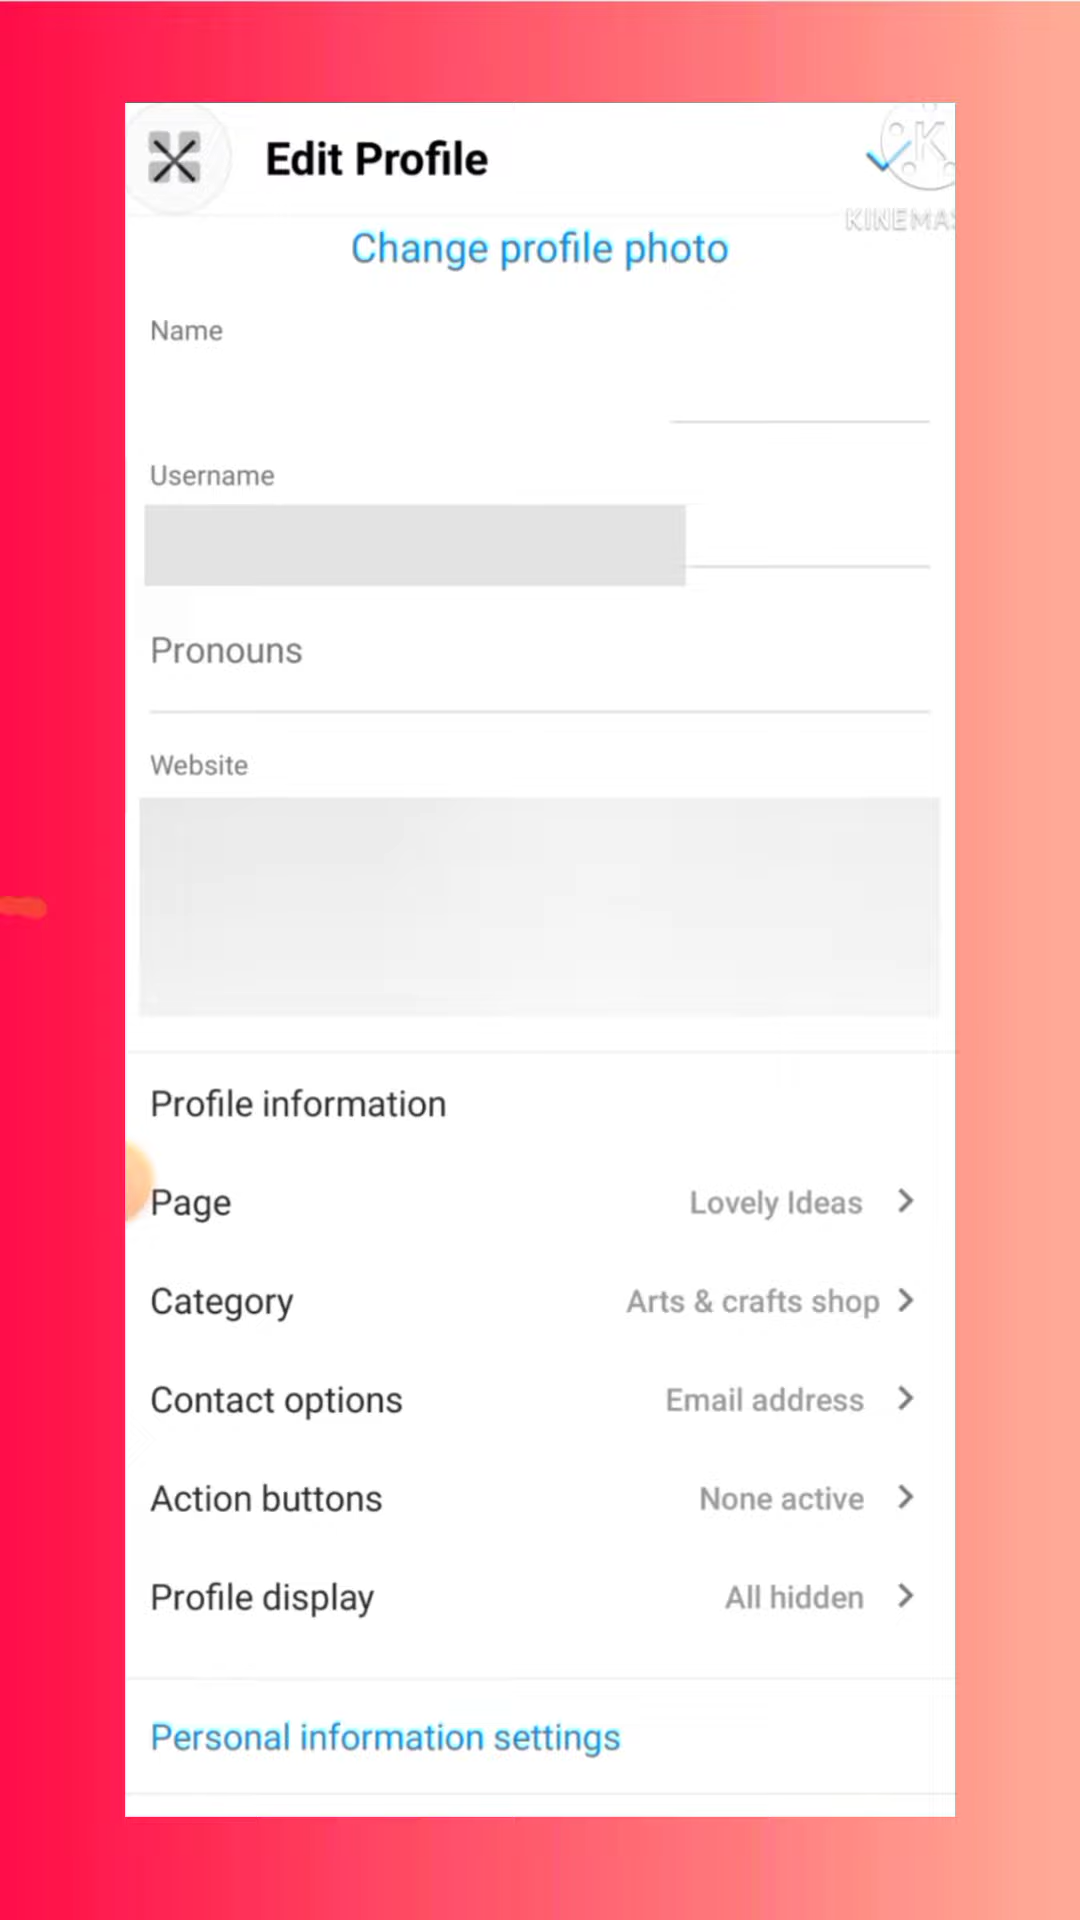 Edit Profile
K
KINEMAS
Change profile photo
Name
Username
Pronouns
Website
Profile information
Page
Lovely Ideas
Category
Arts & crafts shop
Contact options
Email address
Action buttons
None active
Profile display
All hidden
Personal information settings